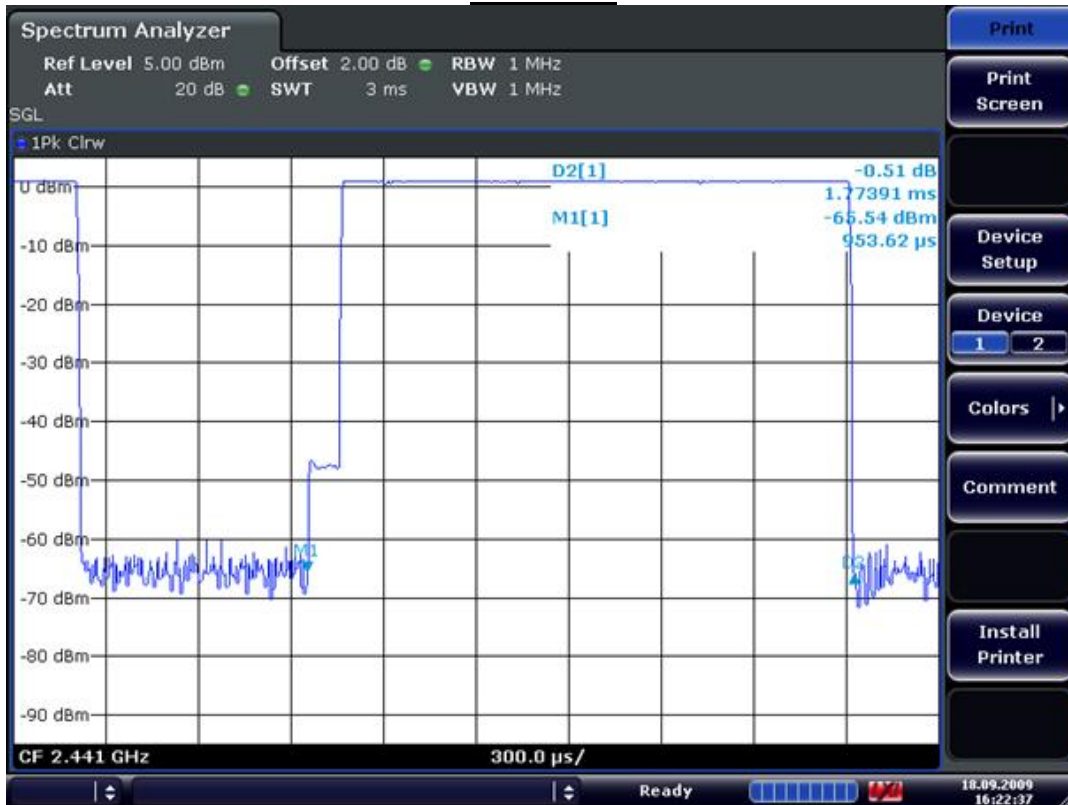 Spectrum Analyzer
Ref Level 5.00 dBm Offset 2.00 dB RBW 1 MHz
Att 20 dB SWT 3 ms VBW 1 MHz
SGL
1Pk Clrw
D2[1] -0.51 dB
1.77391 ms
M1[1] -65.54 dBm
953.62 µs
0 dBm
-10 dBm
-20 dBm
-30 dBm
-40 dBm
-50 dBm
-60 dBm
-70 dBm
-80 dBm
-90 dBm
M1
D2
CF 2.441 GHz 300.0 µs/
Print
Print
Screen
Device
Setup
Device
1 2
Colors
Comment
Install
Printer
Ready
18.09.2009
16:22:37